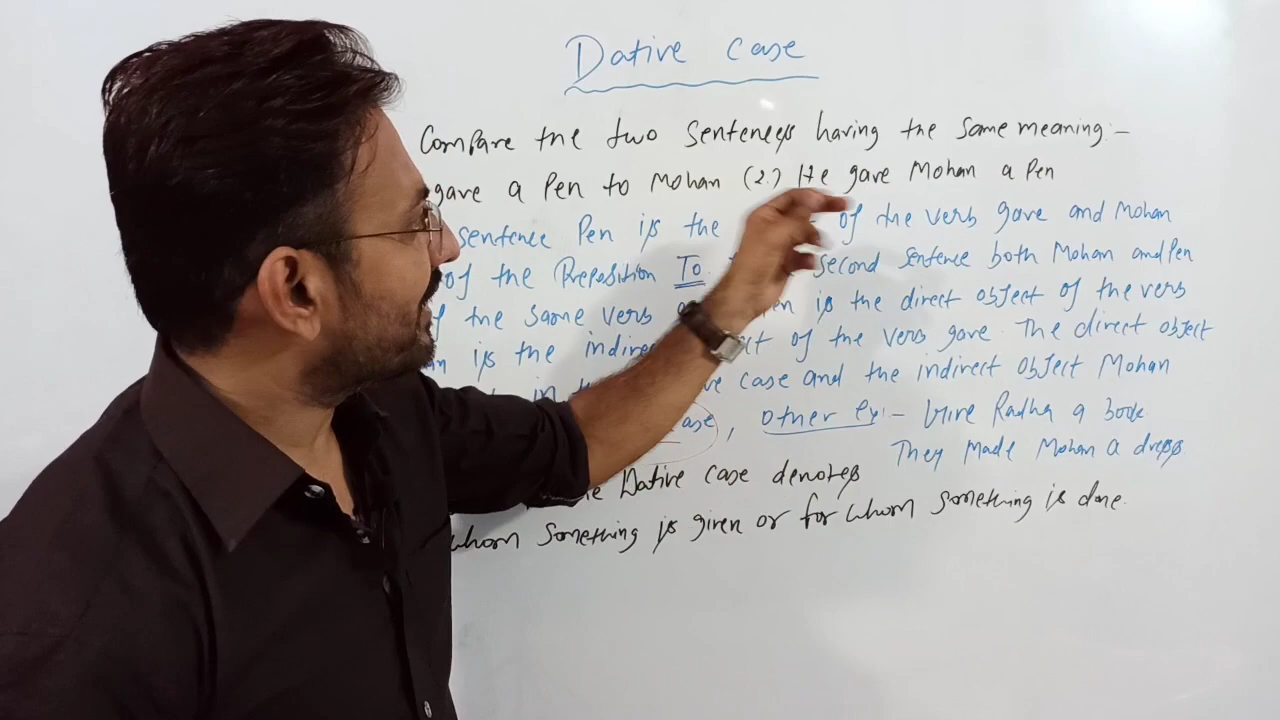 Dative case
Compare the two sentences having the same meaning:-
gave a Pen to Mohan (2.) He gave Mohan a Pen
sentence Pen is the of the verb gave and Mohan
of the Preposition To second sentence both Mohan and Pen
the same verb is the direct object of the verb
is the of the verb gave. The direct object
in case and the indirect object Mohan
, other ex:- Give Radha a book
They made Mohan a dress
Dative case denotes
whom something is given or for whom something is done.